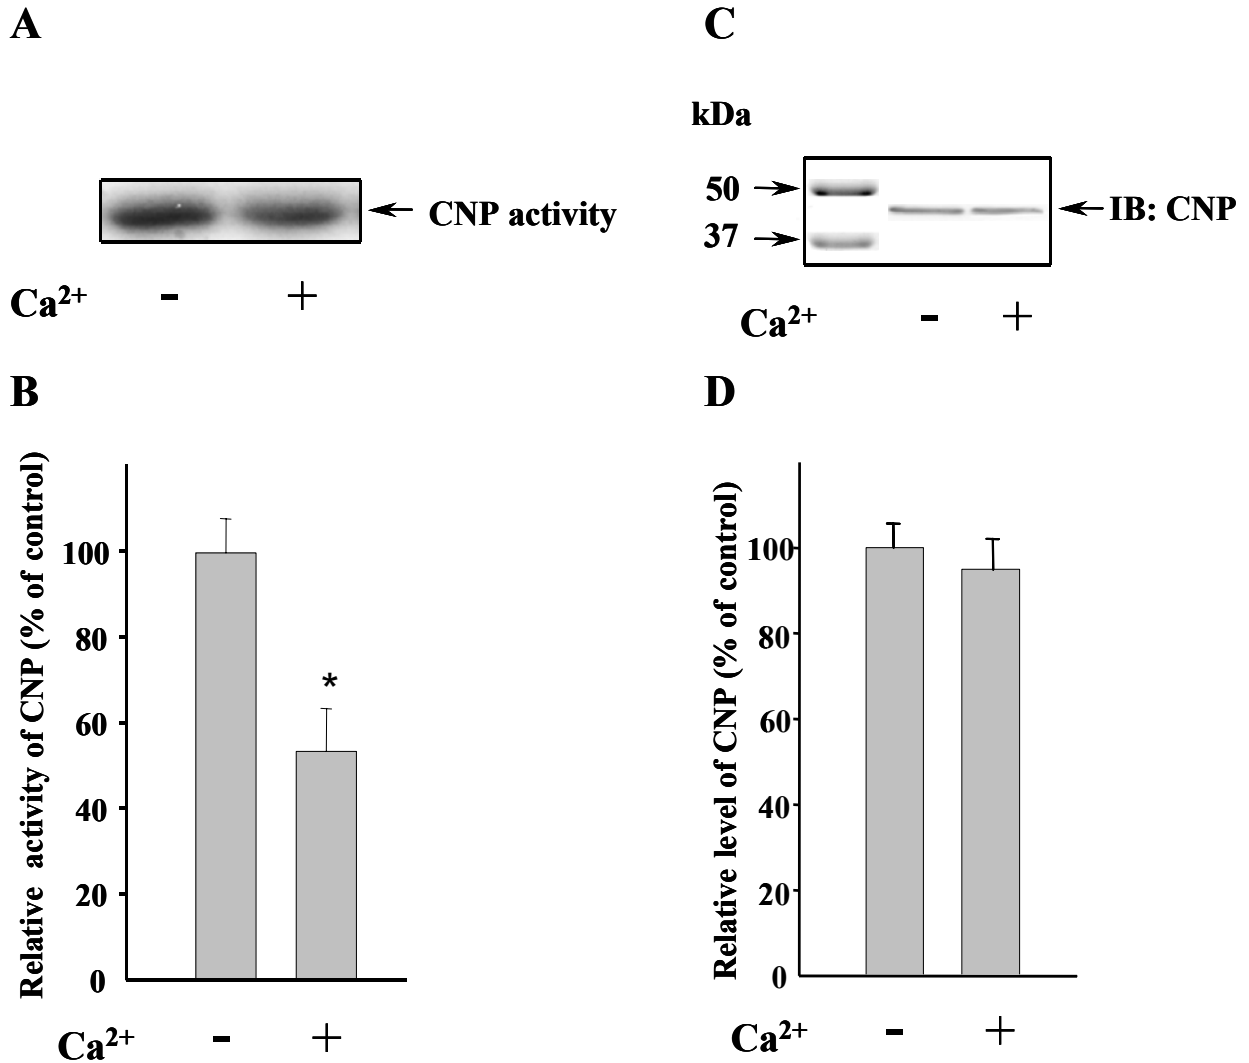 A
CNP activity
Ca2+ - +
B
Relative activity of CNP (% of control)
100
80
60
40
20
0
*
Ca2+ - +
C
kDa
50
37
IB: CNP
Ca2+ - +
D
Relative level of CNP (% of control)
100
80
60
40
20
0
Ca2+ - +